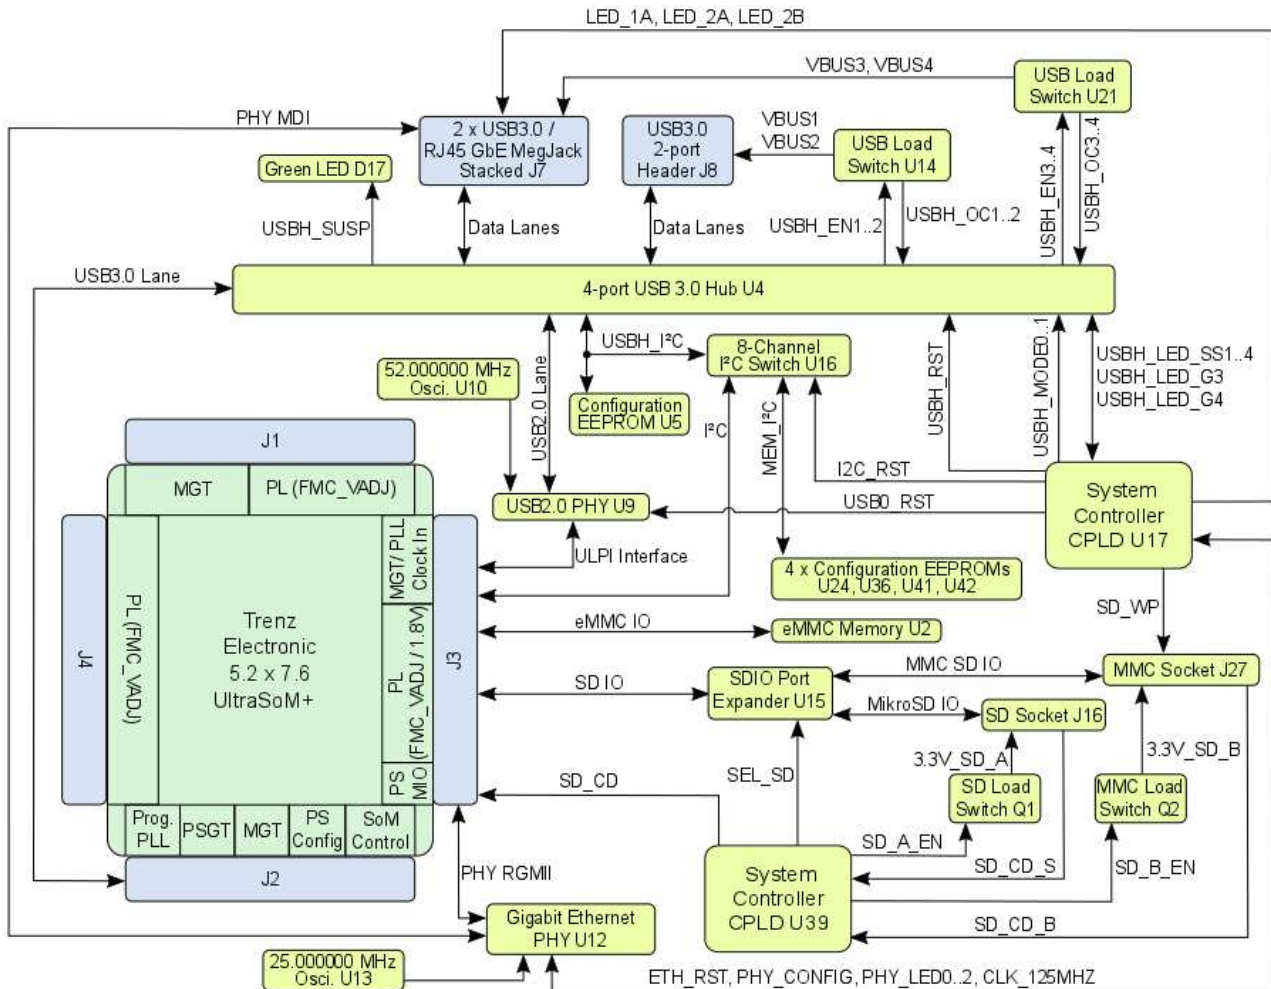 LED_1A, LED_2A, LED_2B
VBUS3, VBUS4
USB Load
Switch U21
PHY MDI
2 x USB3.0 /
RJ45 GbE MegJack
Stacked J7
USB3.0
2-port
Header J8
VBUS1
VBUS2
USB Load
Switch U14
Green LED D17
USBH_SUSP
Data Lanes
Data Lanes
USBH_EN1..2
USBH_OC1..2
USBH_EN3..4
USBH_OC3..4
USB3.0 Lane
4-port USB 3.0 Hub U4
USBH_I²C
8-Channel
I²C Switch U16
52.000000 MHz
Osci. U10
USB2.0 Lane
Configuration
EEPROM U5
I²C
MEM_I²C
USBH_RST
USBH_MODE0..1
USBH_LED_SS1..4
USBH_LED_G3
USBH_LED_G4
J1
MGT
PL (FMC_VADJ)
I2C_RST
System
Controller
CPLD U17
USB2.0 PHY U9
USB0_RST
MGT/ PLL
Clock In
ULPI Interface
4 x Configuration EEPROMs
U24, U36, U41, U42
SD_WP
J4
PL (FMC_VADJ)
Trenz
Electronic
5.2 x 7.6
UltraSoM+
PL
(FMC_VADJ / 1.8V)
J3
eMMC IO
eMMC Memory U2
SD IO
SDIO Port
Expander U15
MMC SD IO
MMC Socket J27
MikroSD IO
SD Socket J16
3.3V_SD_A
3.3V_SD_B
PS
MIO
SD_CD
SEL_SD
SD Load
Switch Q1
MMC Load
Switch Q2
Prog.
PLL
PSGT
MGT
PS
Config
SoM
Control
SD_A_EN
SD_CD_S
SD_B_EN
J2
PHY RGMII
System
Controller
CPLD U39
Gigabit Ethernet
PHY U12
SD_CD_B
25.000000 MHz
Osci. U13
ETH_RST, PHY_CONFIG, PHY_LED0..2, CLK_125MHZ